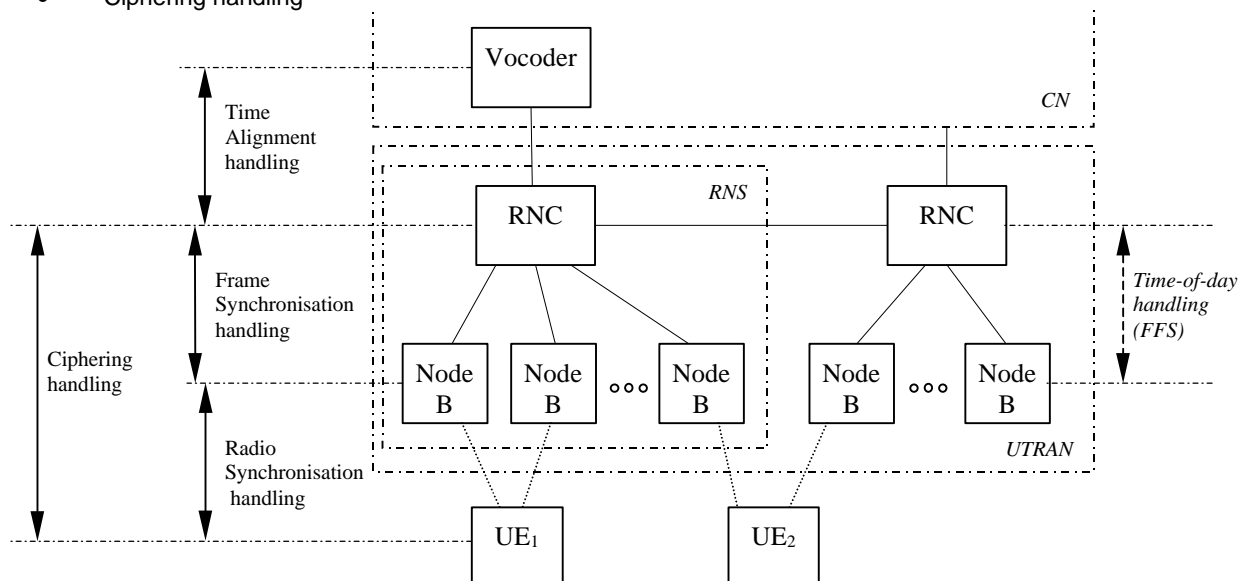 Ciphering handling
Vocoder
CN
Time
Alignment
handling
RNS
RNC
RNC
Frame
Synchronisation
handling
Time-of-day
handling
(FFS)
Ciphering
handling
Node
B
Node
B
Node
B
Node
B
Node
B
Radio
Synchronisation
handling
UTRAN
UE1
UE2